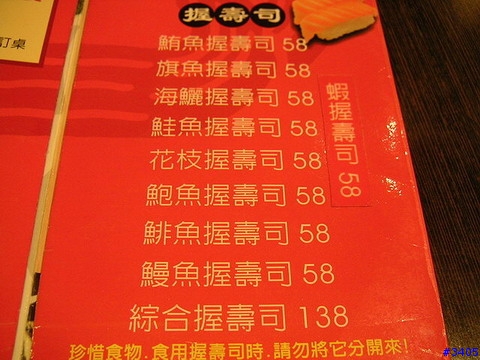 訂桌
握壽司
鮪魚握壽司 58
旗魚握壽司 58
海鱺握壽司 58
鮭魚握壽司 58
花枝握壽司 58
鮑魚握壽司 58
鯡魚握壽司 58
鰻魚握壽司 58
綜合握壽司 138
蝦握壽司 58
珍惜食物.食用握壽司時.請勿將它分開來!
#3405